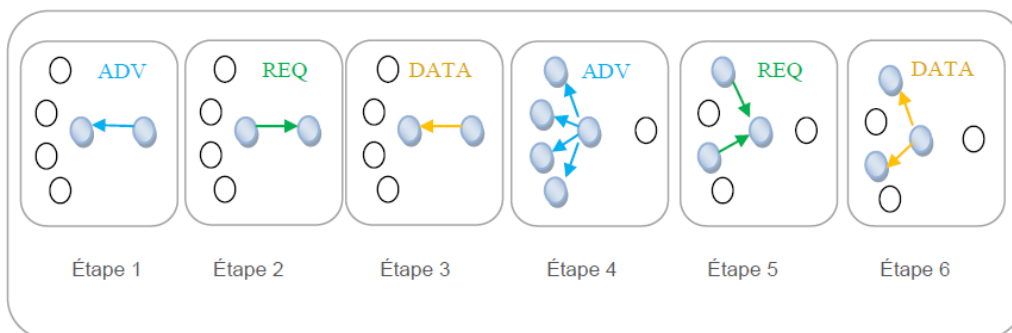 ADV
REQ
DATA
ADV
REQ
DATA
Étape 1
Étape 2
Étape 3
Étape 4
Étape 5
Étape 6